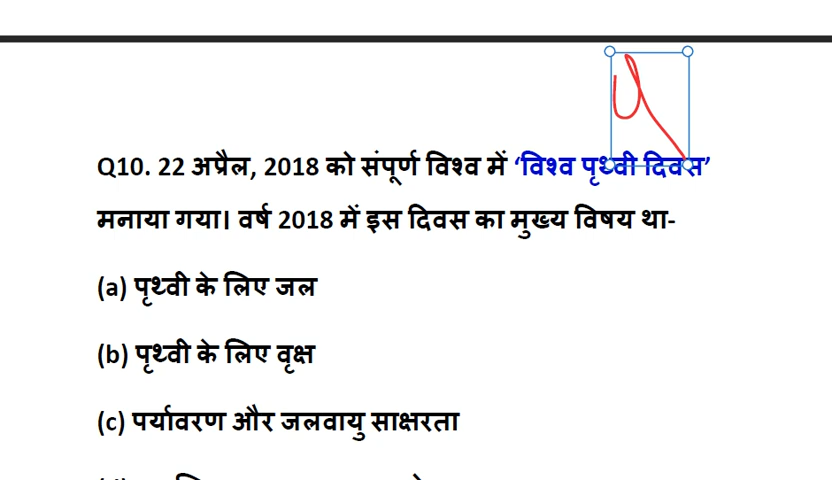 Q10. 22 अप्रैल, 2018 को संपूर्ण विश्व में ‘विश्व पृथ्वी दिवस’
मनाया गया। वर्ष 2018 में इस दिवस का मुख्य विषय था-
(a) पृथ्वी के लिए जल
(b) पृथ्वी के लिए वृक्ष
(c) पर्यावरण और जलवायु साक्षरता